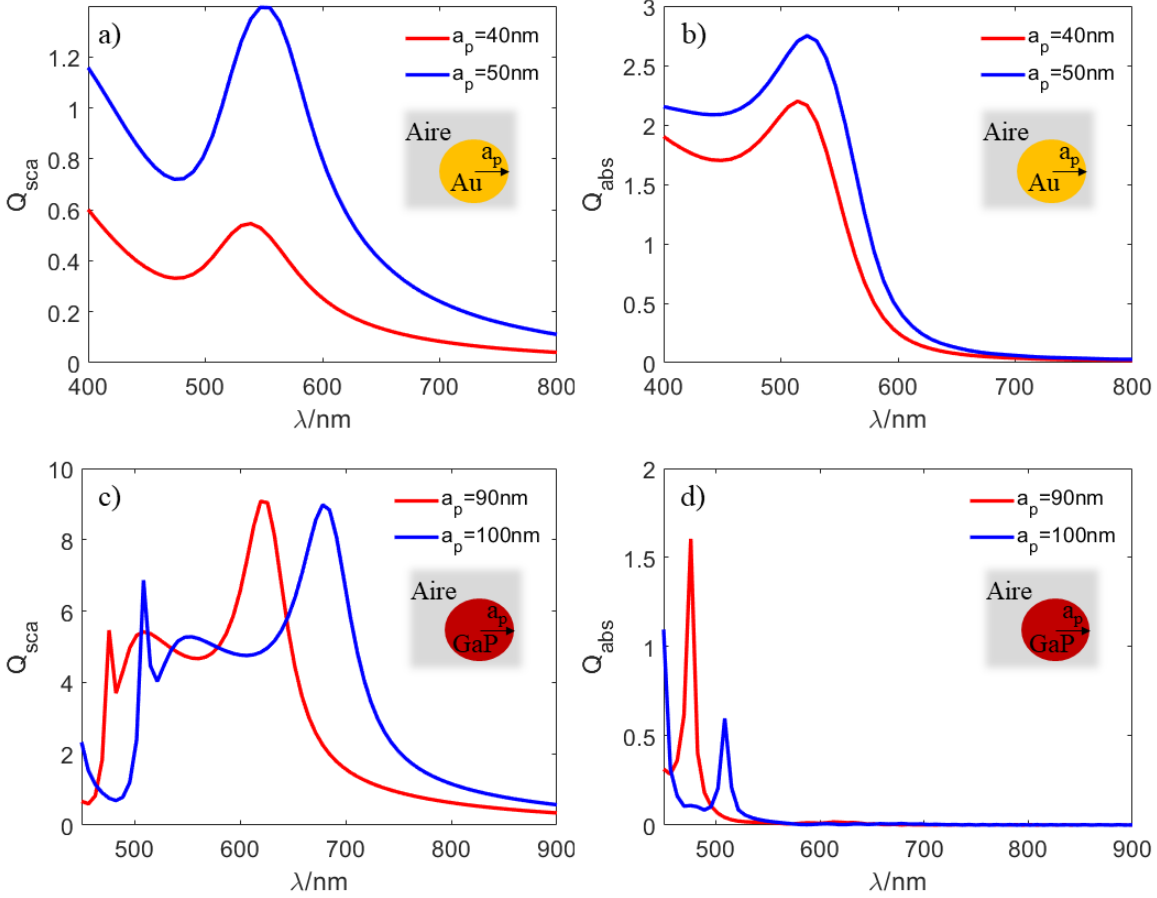 a)
a_p=40nm
a_p=50nm
Aire
a_p
Au
Q_sca
0
0.2
0.4
0.6
0.8
1
1.2
400
500
600
700
800
λ/nm
b)
a_p=40nm
a_p=50nm
Aire
a_p
Au
Q_abs
0
0.5
1
1.5
2
2.5
3
400
500
600
700
800
λ/nm
c)
a_p=90nm
a_p=100nm
Aire
a_p
GaP
Q_sca
0
2
4
6
8
10
500
600
700
800
900
λ/nm
d)
a_p=90nm
a_p=100nm
Aire
a_p
GaP
Q_abs
0
0.5
1
1.5
2
500
600
700
800
900
λ/nm